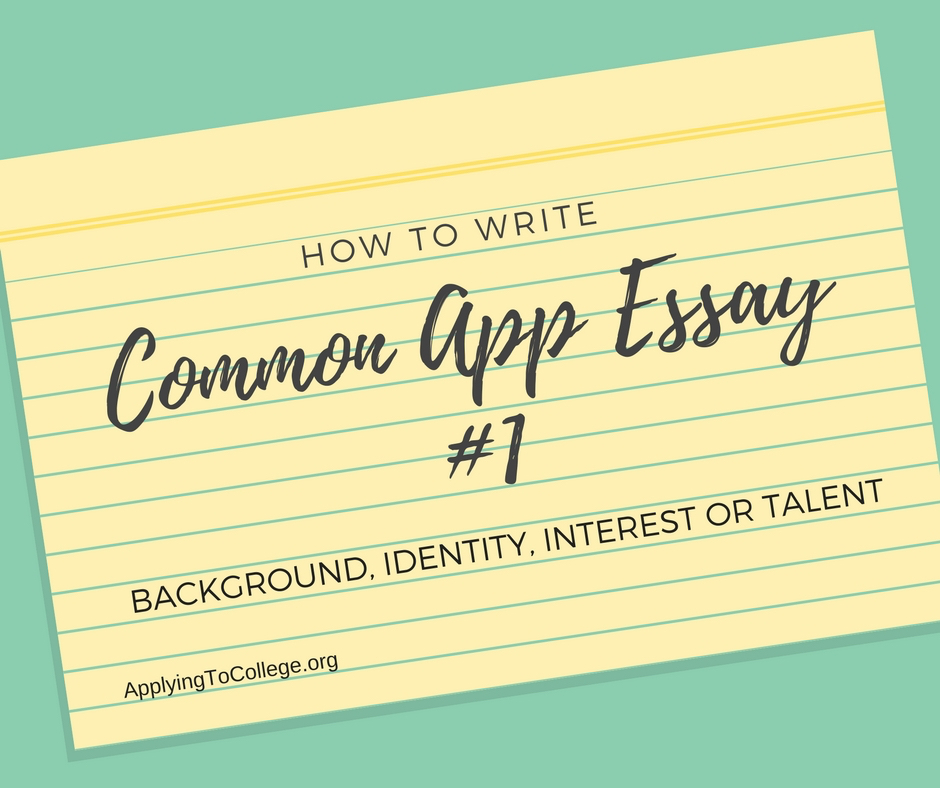 HOW TO WRITE
Common App Essay
#1
BACKGROUND, IDENTITY, INTEREST OR TALENT
ApplyingToCollege.org